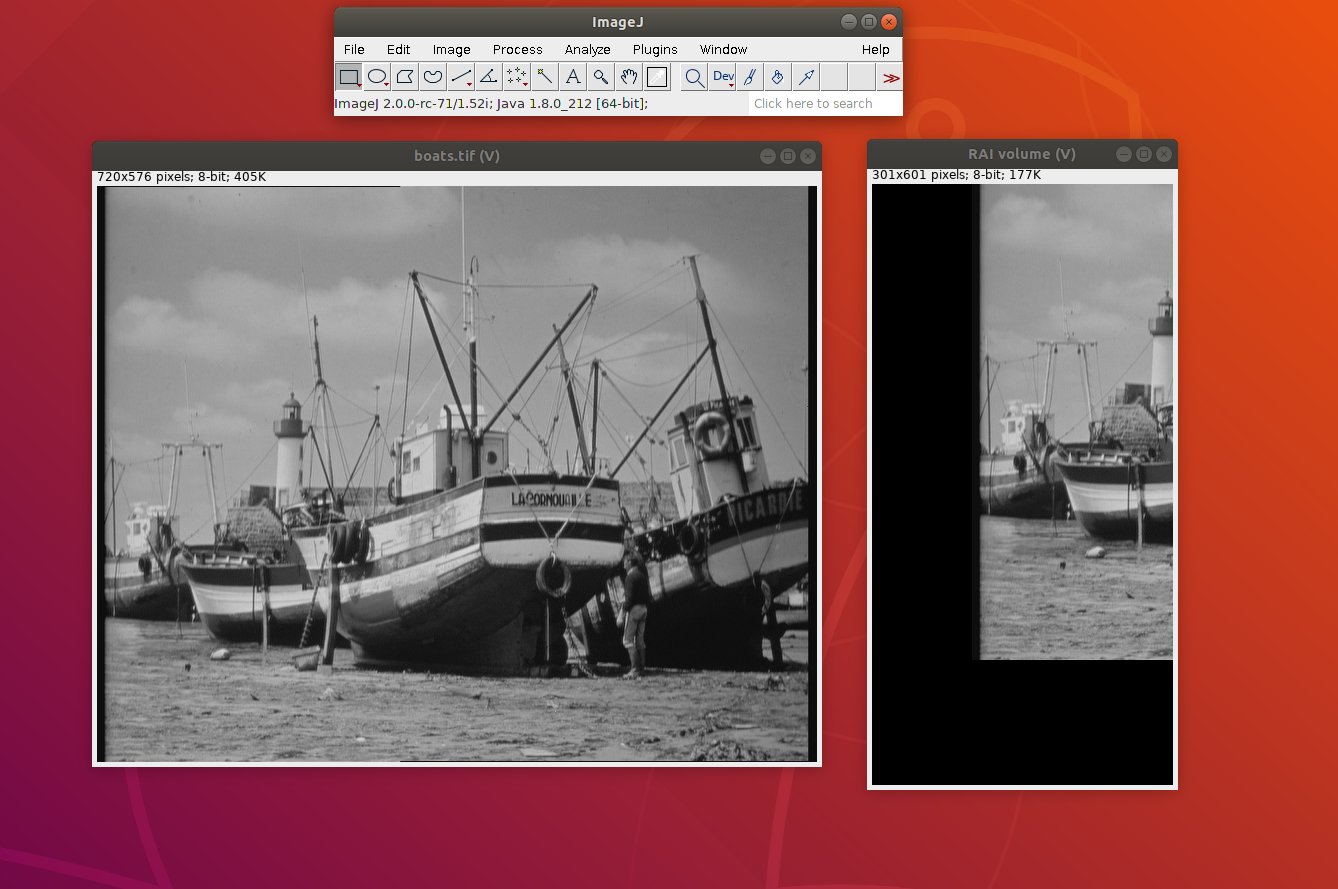 ImageJ
File Edit Image Process Analyze Plugins Window Help
A Dev ≫
ImageJ 2.0.0-rc-71/1.52i; Java 1.8.0_212 [64-bit]; Click here to search
boats.tif (V)
720x576 pixels; 8-bit; 405K
RAI volume (V)
301x601 pixels; 8-bit; 177K
LACORNOUAILLE